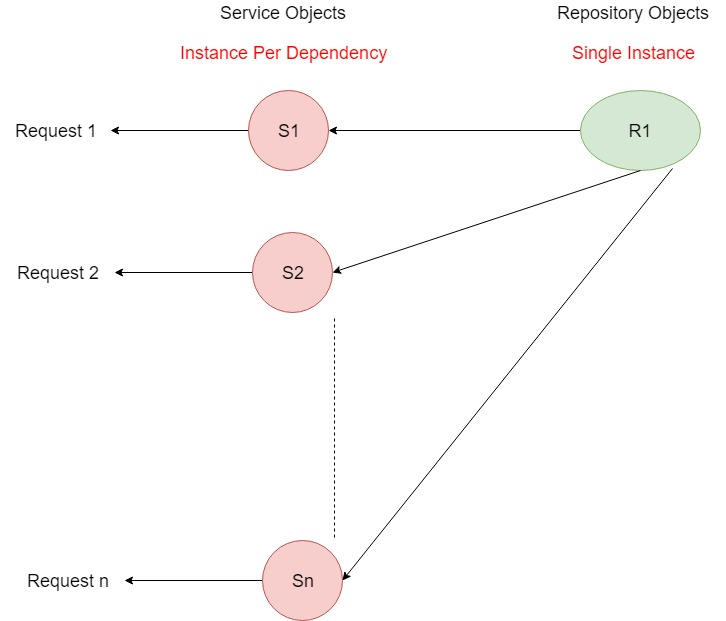 Service Objects
Repository Objects
Instance Per Dependency
Single Instance
Request 1
S1
R1
Request 2
S2
Request n
Sn